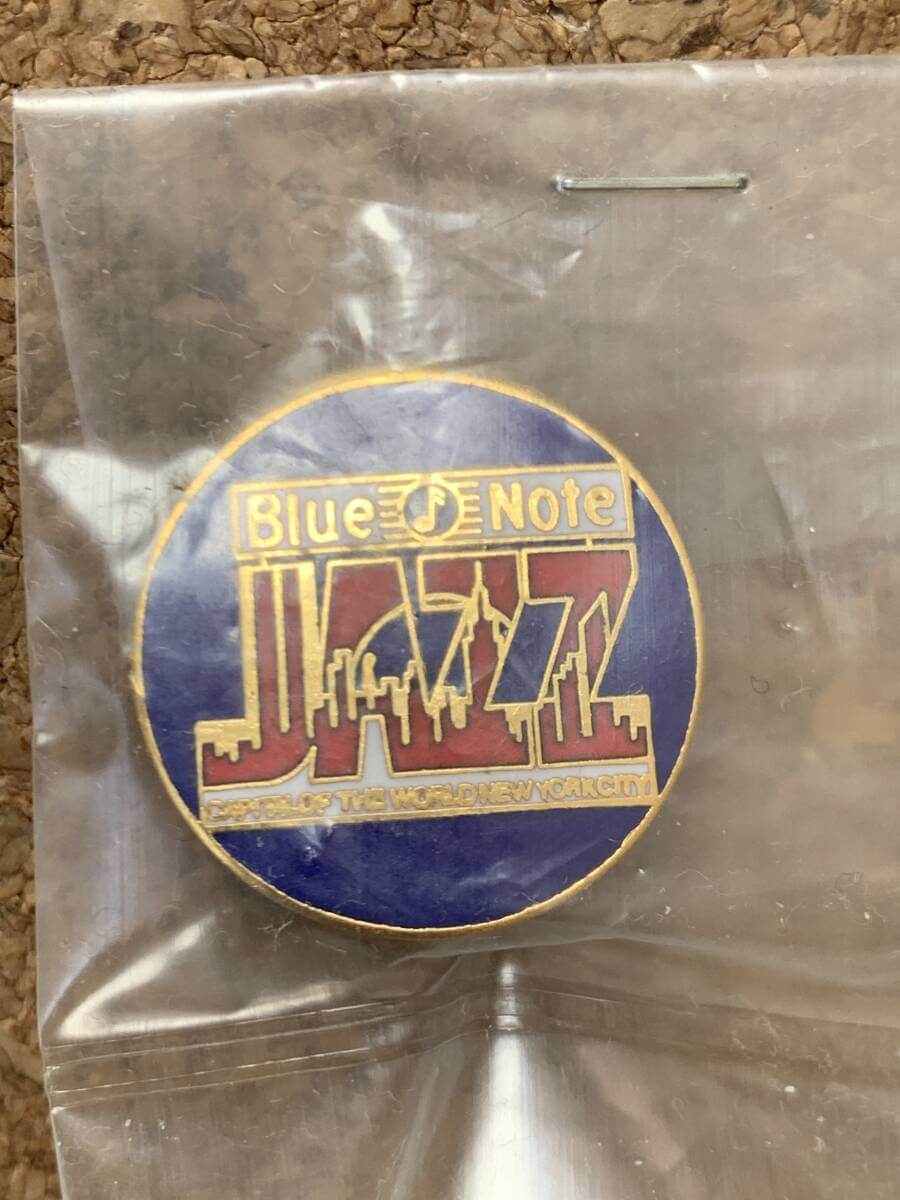 Blue Note
JAZZ
CAPITAL OF THE WORLD NEW YORK CITY